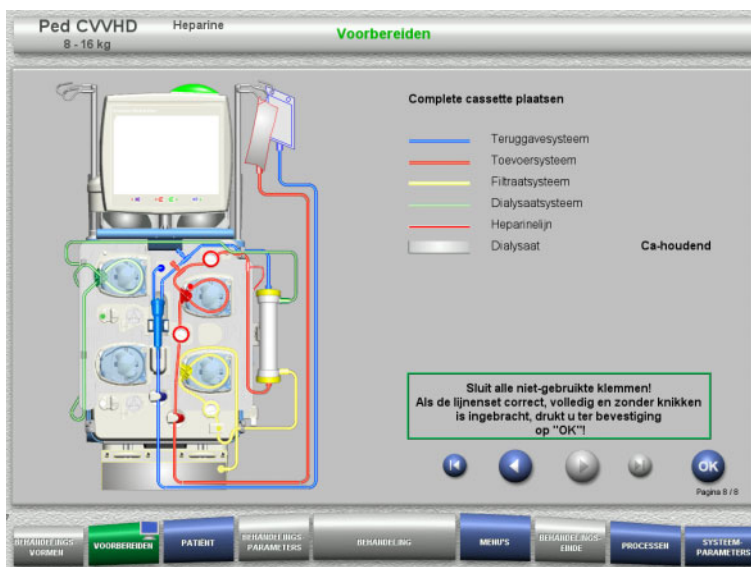 Ped CVVHD
Heparine
8 - 16 kg
Voorbereiden
Complete cassette plaatsen
Teruggavesysteem
Toevoersysteem
Filtraatsysteem
Dialysaatsysteem
Heparinelijn
Dialysaat
Ca-houdend
Sluit alle niet-gebruikte klemmen!
Als de lijnenset correct, volledig en zonder knikken
is ingebracht, drukt u ter bevestiging
op "OK"!
OK
Pagina 8 / 8
BEHANDELINGS-
VORMEN
VOORBEREIDEN
PATIËNT
BEHANDELINGS-
PARAMETERS
BEHANDELING
MENU'S
BEHANDELINGS-
EINDE
PROCESSEN
SYSTEEM-
PARAMETERS